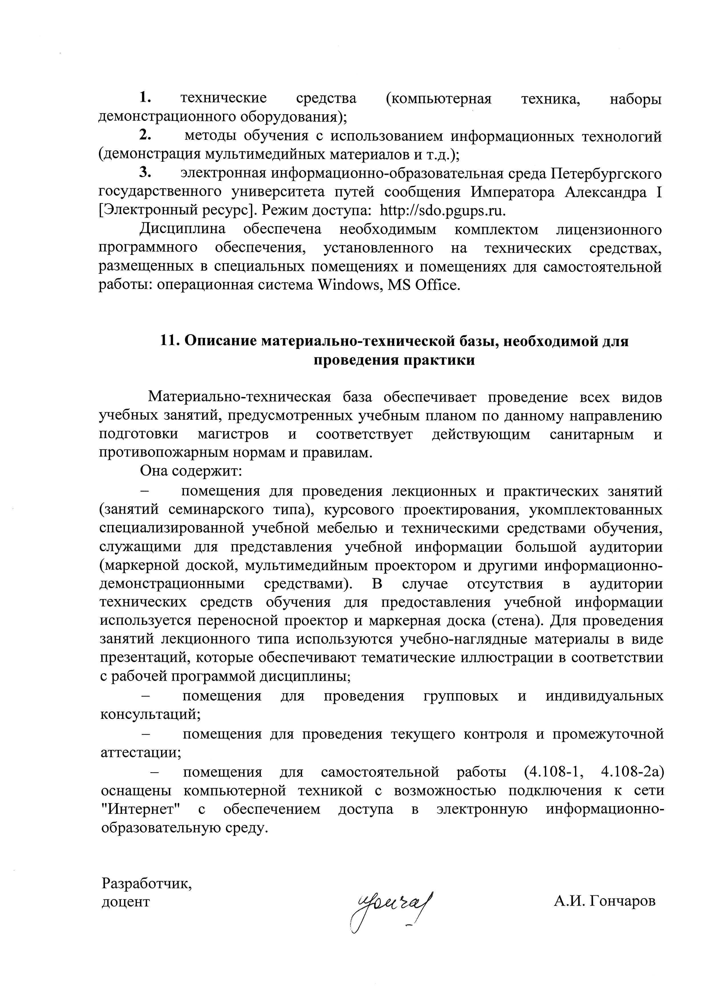 1. технические средства (компьютерная техника, наборы
демонстрационного оборудования);
2. методы обучения с использованием информационных технологий
(демонстрация мультимедийных материалов и т.д.);
3. электронная информационно-образовательная среда Петербургского
государственного университета путей сообщения Императора Александра I
[Электронный ресурс]. Режим доступа: http://sdo.pgups.ru.
Дисциплина обеспечена необходимым комплектом лицензионного
программного обеспечения, установленного на технических средствах,
размещенных в специальных помещениях и помещениях для самостоятельной
работы: операционная система Windows, MS Office.
11. Описание материально-технической базы, необходимой для
проведения практики
Материально-техническая база обеспечивает проведение всех видов
учебных занятий, предусмотренных учебным планом по данному направлению
подготовки магистров и соответствует действующим санитарным и
противопожарным нормам и правилам.
Она содержит:
– помещения для проведения лекционных и практических занятий
(занятий семинарского типа), курсового проектирования, укомплектованных
специализированной учебной мебелью и техническими средствами обучения,
служащими для представления учебной информации большой аудитории
(маркерной доской, мультимедийным проектором и другими информационно-
демонстрационными средствами). В случае отсутствия в аудитории
технических средств обучения для предоставления учебной информации
используется переносной проектор и маркерная доска (стена). Для проведения
занятий лекционного типа используются учебно-наглядные материалы в виде
презентаций, которые обеспечивают тематические иллюстрации в соответствии
с рабочей программой дисциплины;
– помещения для проведения групповых и индивидуальных
консультаций;
– помещения для проведения текущего контроля и промежуточной
аттестации;
– помещения для самостоятельной работы (4.108-1, 4.108-2а)
оснащены компьютерной техникой с возможностью подключения к сети
"Интернет" с обеспечением доступа в электронную информационно-
образовательную среду.
Разработчик,
доцент А.И. Гончаров